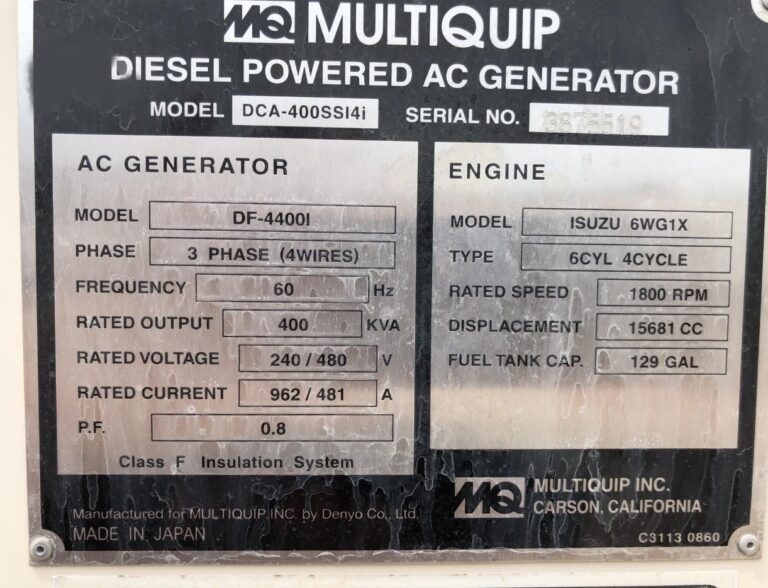 MQ MULTIQUIP
DIESEL POWERED AC GENERATOR
MODEL DCA-400SSI4i SERIAL NO. 3875519
AC GENERATOR
MODEL DF-4400I
PHASE 3 PHASE (4WIRES)
FREQUENCY 60 Hz
RATED OUTPUT 400 KVA
RATED VOLTAGE 240 / 480 V
RATED CURRENT 962 / 481 A
P.F. 0.8
Class F Insulation System
ENGINE
MODEL ISUZU 6WG1X
TYPE 6CYL 4CYCLE
RATED SPEED 1800 RPM
DISPLACEMENT 15681 CC
FUEL TANK CAP. 129 GAL
Manufactured for MULTIQUIP INC. by Denyo Co., Ltd.
MADE IN JAPAN
MQ MULTIQUIP INC.
CARSON, CALIFORNIA
C3113 0860